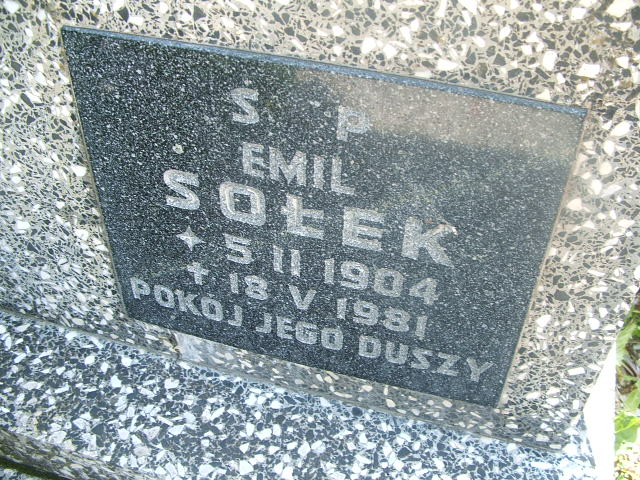 S P
EMIL
SOŁEK
5 II 1904
† 18 V 1981
POKÓJ JEGO DUSZY